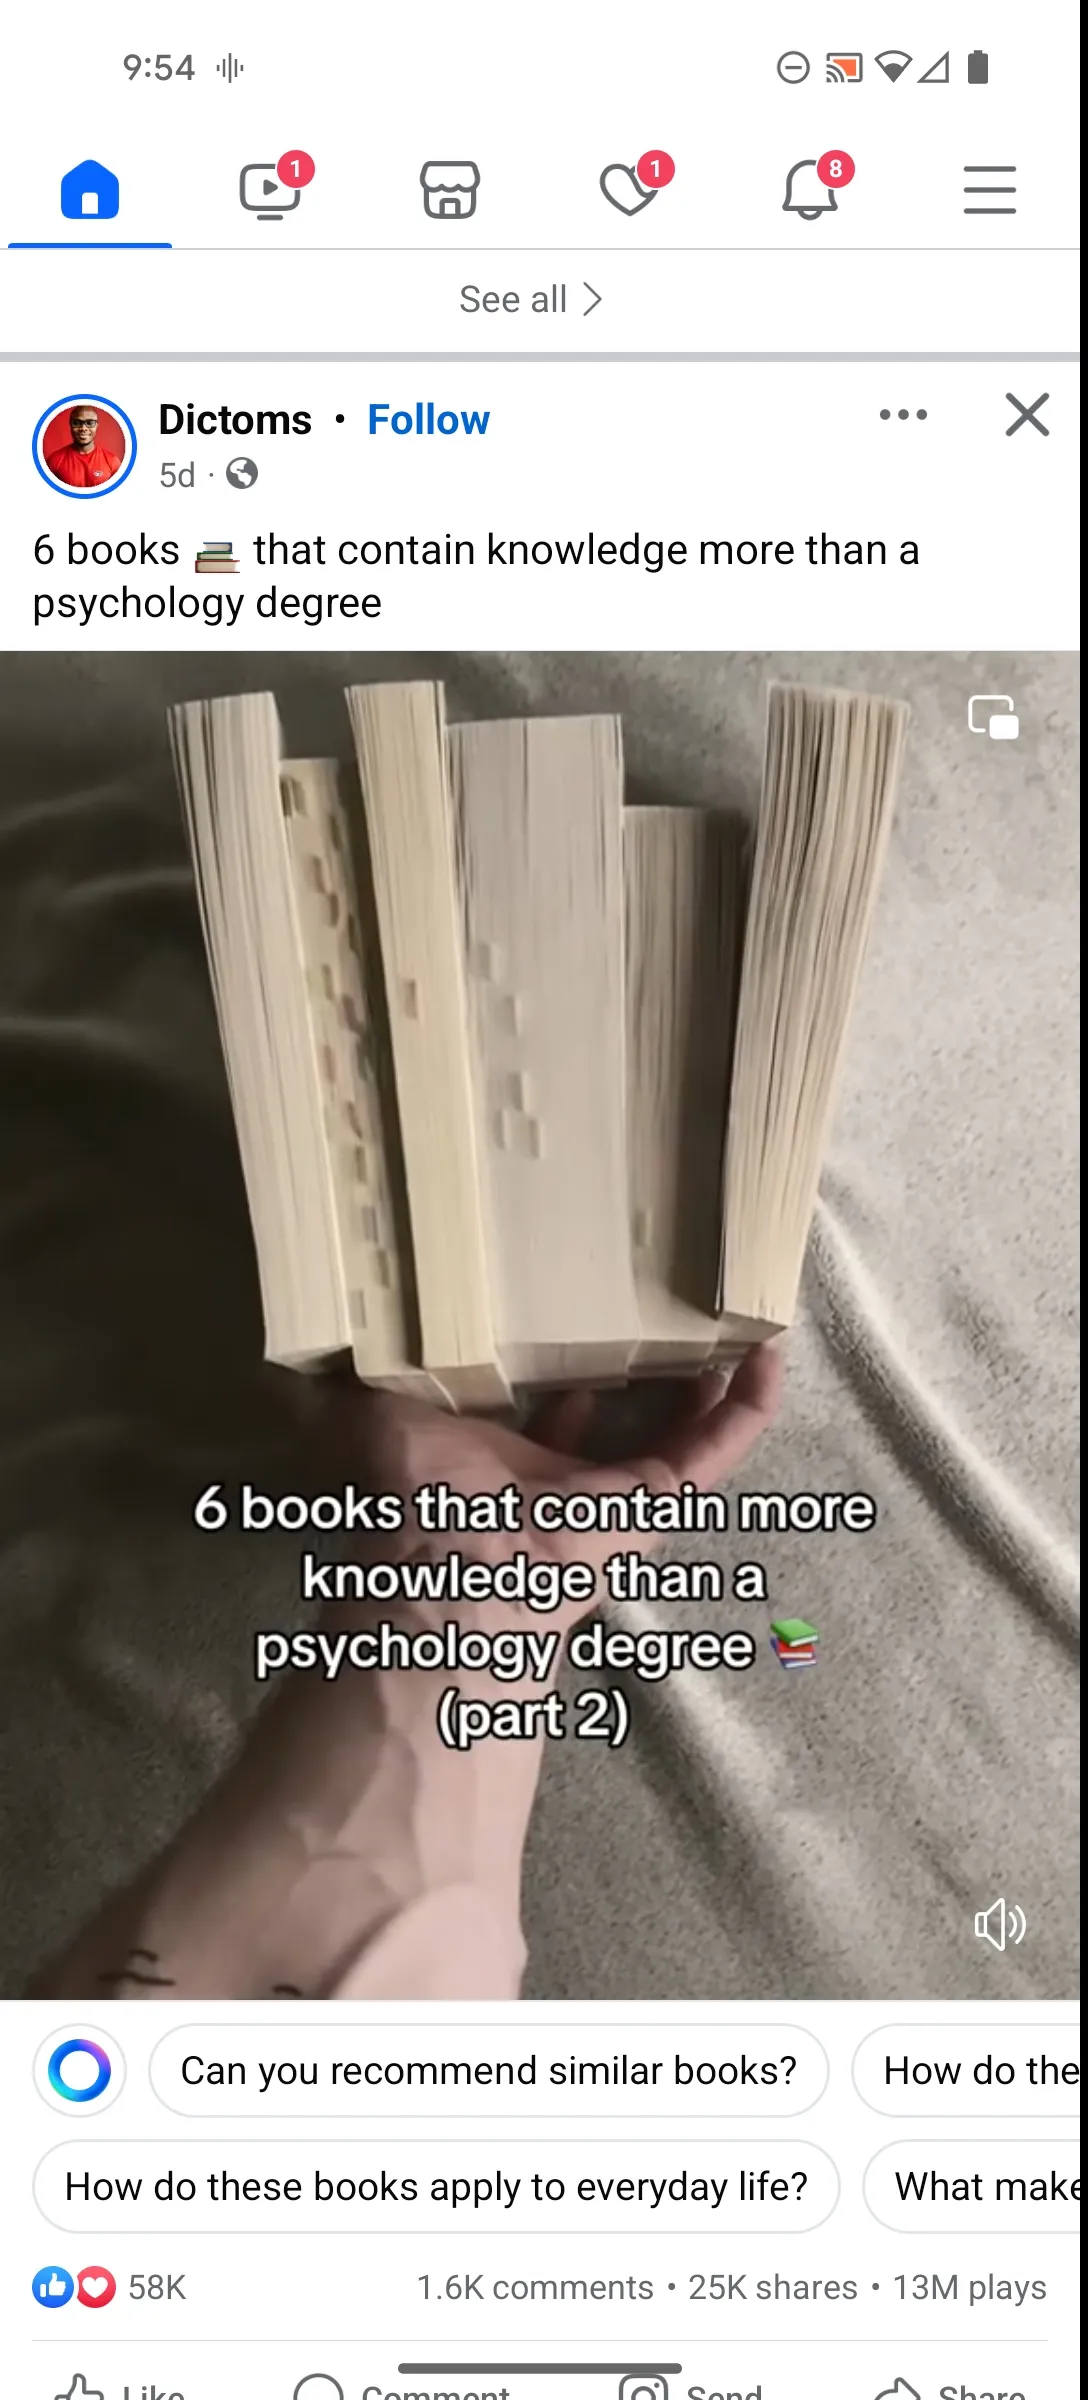 9:54
1
1
8
See all
Dictoms • Follow
5d ·
6 books 📚 that contain knowledge more than a
psychology degree
6 books that contain more
knowledge than a
psychology degree 📚
(part 2)
Can you recommend similar books?
How do the
How do these books apply to everyday life?
What make
58K
1.6K comments • 25K shares • 13M plays
Like
Comment
Send
Share